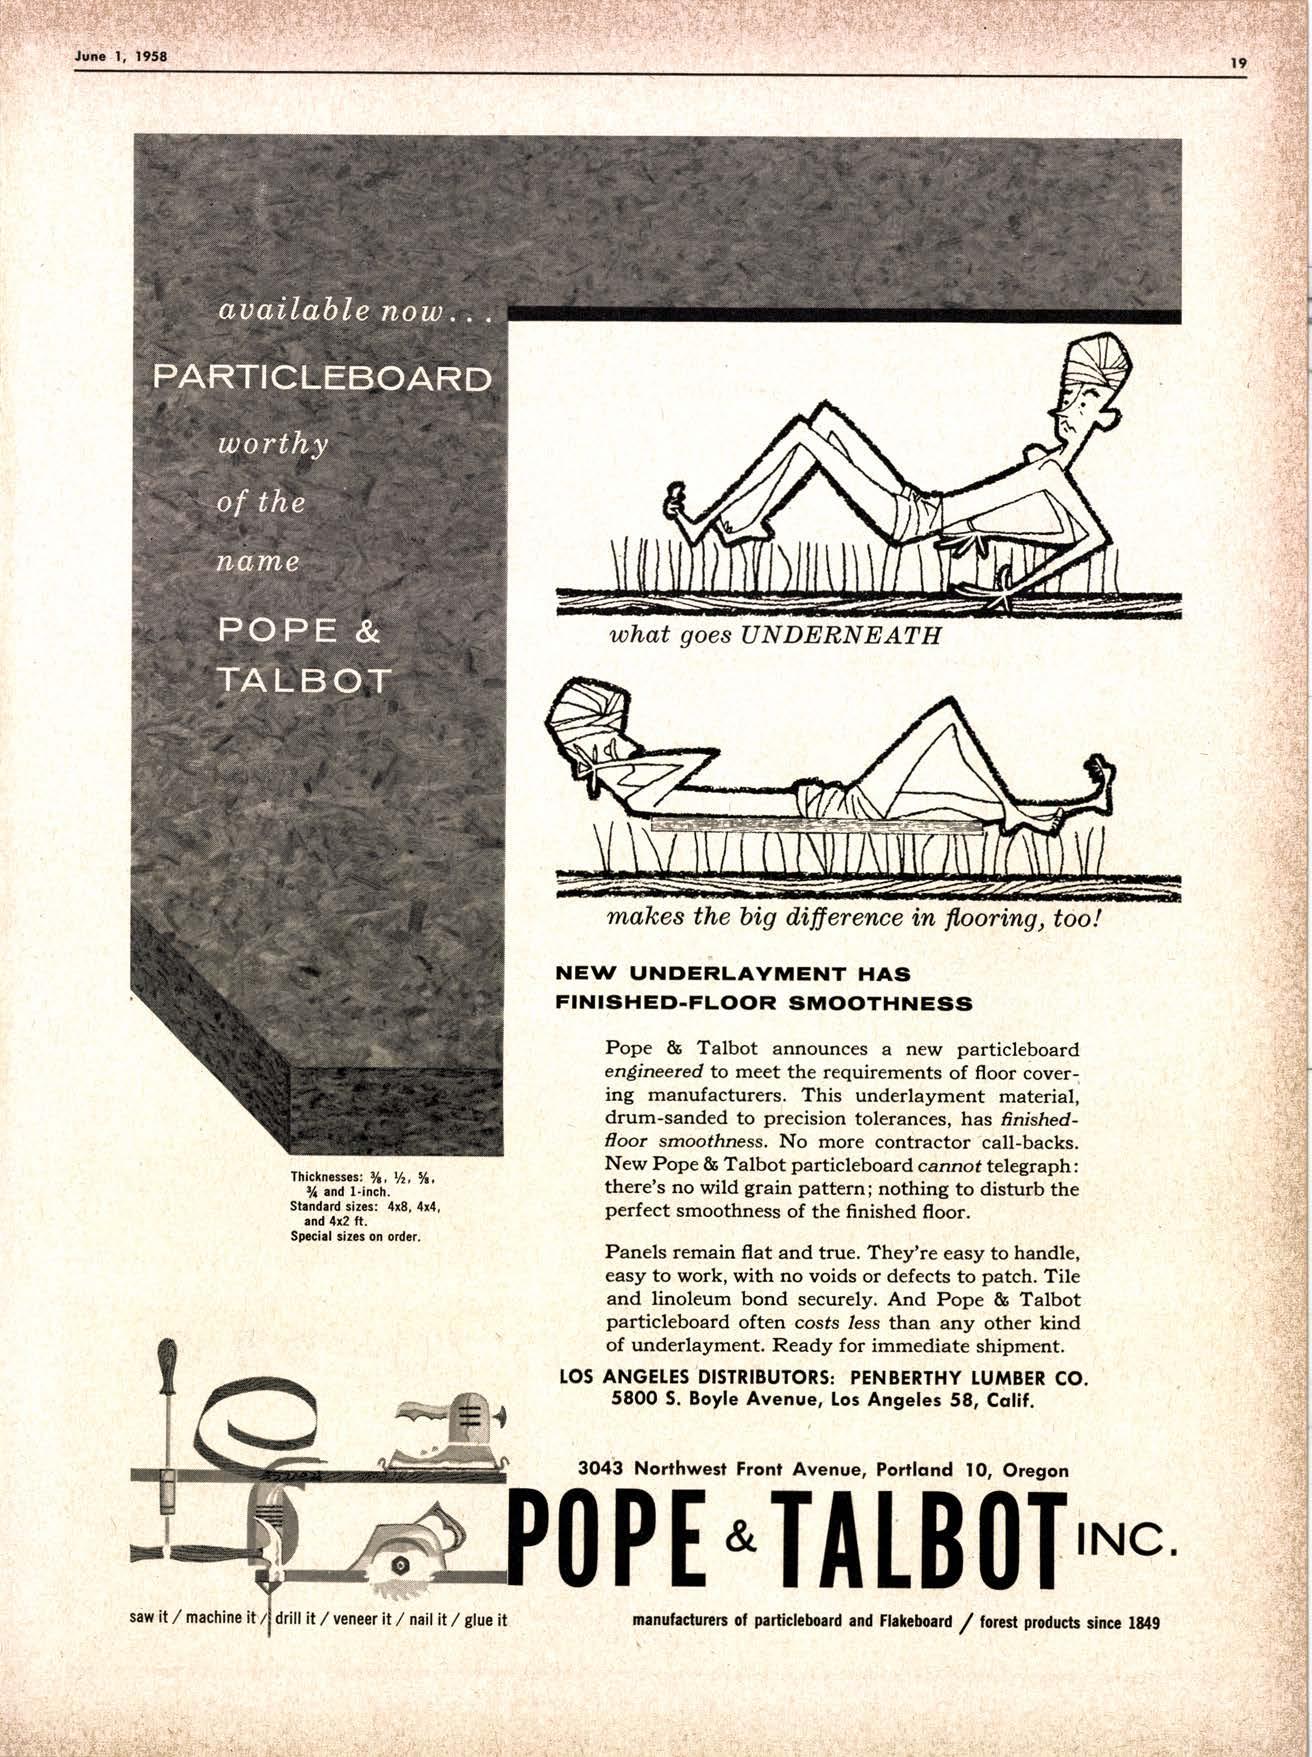 June 1, 1958
19
available now...
PARTICLEBOARD
worthy
of the
name
POPE &
TALBOT
what goes UNDERNEATH
makes the big difference in flooring, too!
NEW UNDERLAYMENT HAS
FINISHED-FLOOR SMOOTHNESS
Pope & Talbot announces a new particleboard
engineered to meet the requirements of floor cover-
ing manufacturers. This underlayment material,
drum-sanded to precision tolerances, has finished-
floor smoothness. No more contractor call-backs.
New Pope & Talbot particleboard cannot telegraph:
there's no wild grain pattern; nothing to disturb the
perfect smoothness of the finished floor.
Panels remain flat and true. They're easy to handle,
easy to work, with no voids or defects to patch. Tile
and linoleum bond securely. And Pope & Talbot
particleboard often costs less than any other kind
of underlayment. Ready for immediate shipment.
LOS ANGELES DISTRIBUTORS: PENBERTHY LUMBER CO.
5800 S. Boyle Avenue, Los Angeles 58, Calif.
Thicknesses: ⅜, ½, ⅝,
¾ and 1-inch.
Standard sizes: 4x8, 4x4,
and 4x2 ft.
Special sizes on order.
3043 Northwest Front Avenue, Portland 10, Oregon
POPE & TALBOT INC.
saw it / machine it / drill it / veneer it / nail it / glue it
manufacturers of particleboard and Flakeboard / forest products since 1849